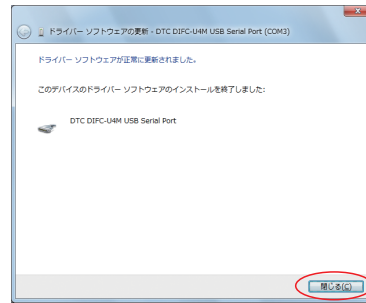 ドライバー ソフトウェアの更新 - DTC DIFC-U4M USB Serial Port (COM3)
ドライバー ソフトウェアが正常に更新されました。
このデバイスのドライバー ソフトウェアのインストールを終了しました:
DTC DIFC-U4M USB Serial Port
閉じる(C)